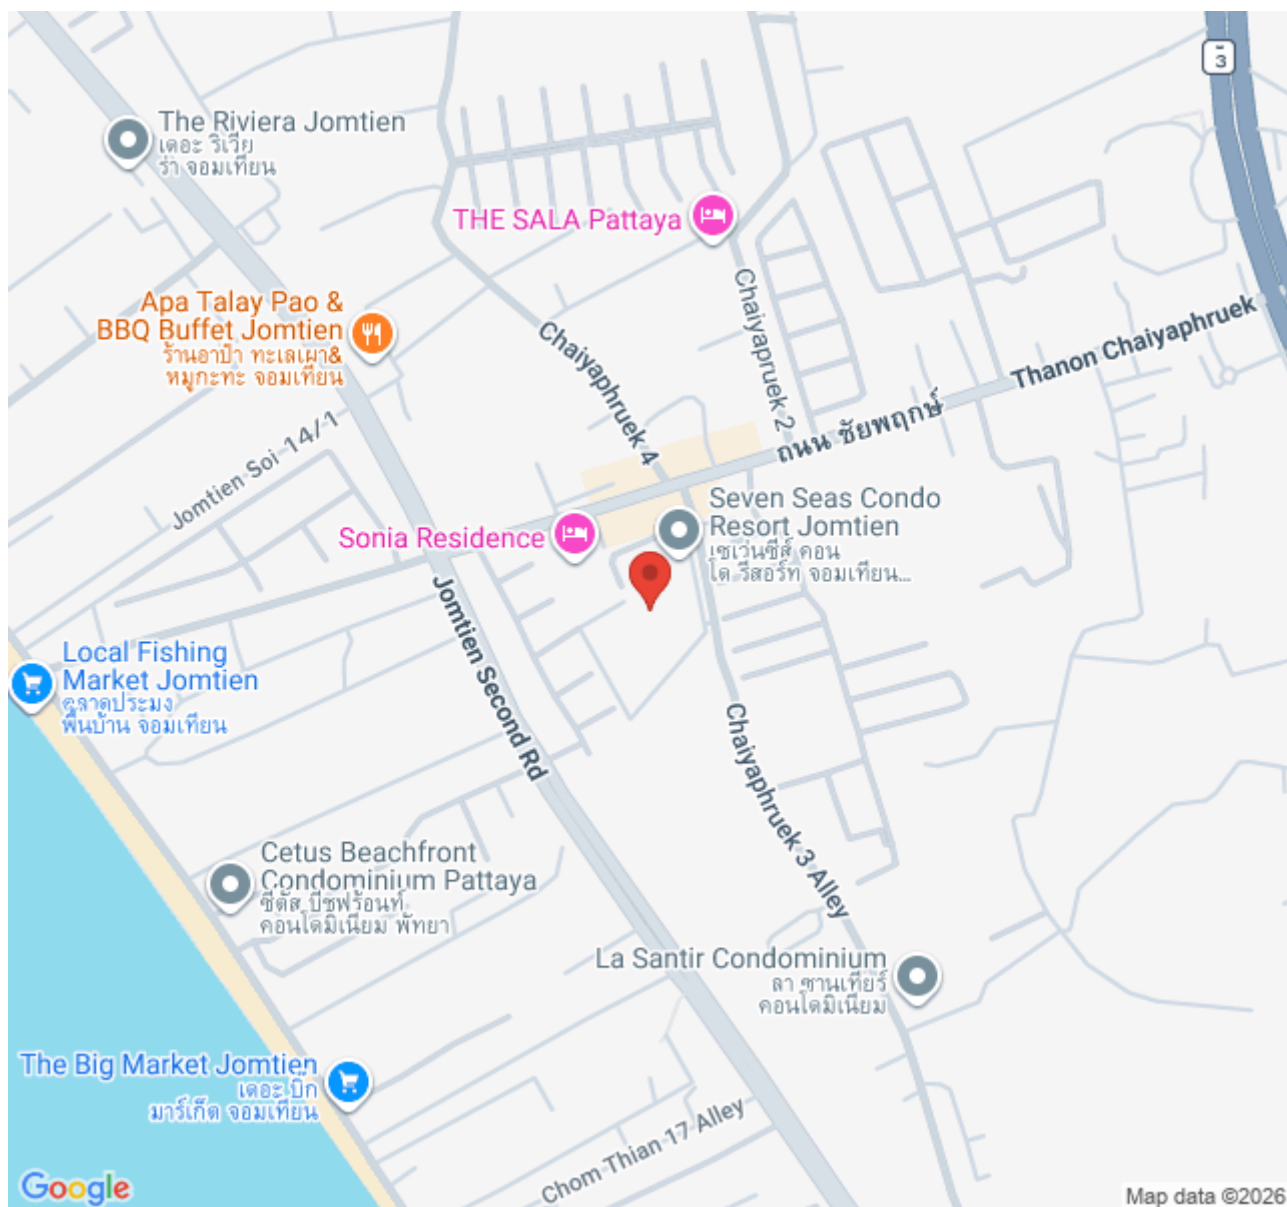 3
The Riviera Jomtien
เดอะ ริเวีย
ร่า จอมเทียน
THE SALA Pattaya
Chaiyapruek 2
Apa Talay Pao &
BBQ Buffet Jomtien
ร้านอาป๋า ทะเลเผา&
หมูกะทะ จอมเทียน
Chaiyaphruek 4
Thanon Chaiyaphruek
ถนน ชัยพฤกษ์
Jomtien Soi 14/1
Seven Seas Condo
Resort Jomtien
เซเว่นซีส์ คอน
โด รีสอร์ท จอมเทียน...
Sonia Residence
Jomtien Second Rd
Local Fishing
Market Jomtien
ตลาดประมง
พื้นบ้าน จอมเทียน
Chaiyaphruek 3 Alley
Cetus Beachfront
Condominium Pattaya
ซีตัส บีชฟร้อนท์
คอนโดมิเนียม พัทยา
La Santir Condominium
ลา ซานเทียร์
คอนโดมิเนียม
The Big Market Jomtien
เดอะ บิ๊ก
มาร์เก็ต จอมเทียน
Chom Thian 17 Alley
Google
Map data ©2026